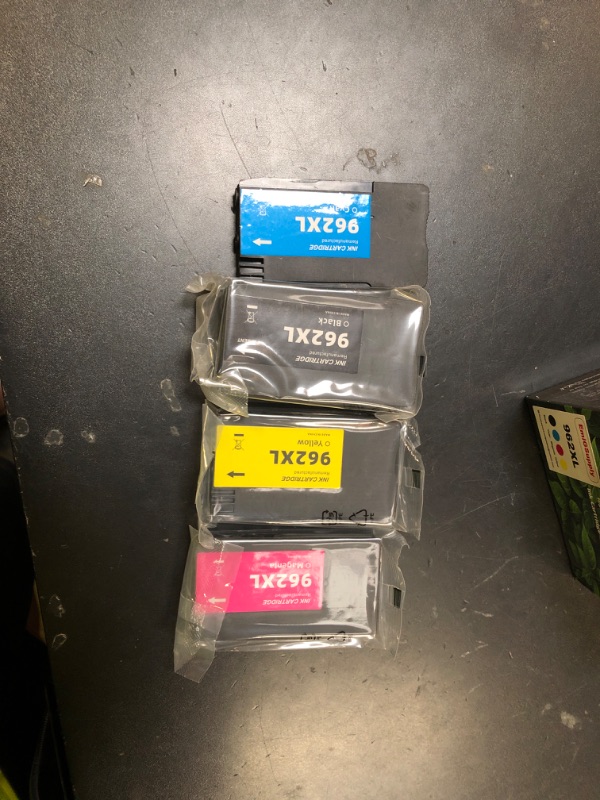 INK CARTRIDGE
Remanufactured
962XL
Cyan
INK CARTRIDGE
Remanufactured
962XL
Black
INK CARTRIDGE
Remanufactured
962XL
Yellow
INK CARTRIDGE
Remanufactured
962XL
Magenta
962XL